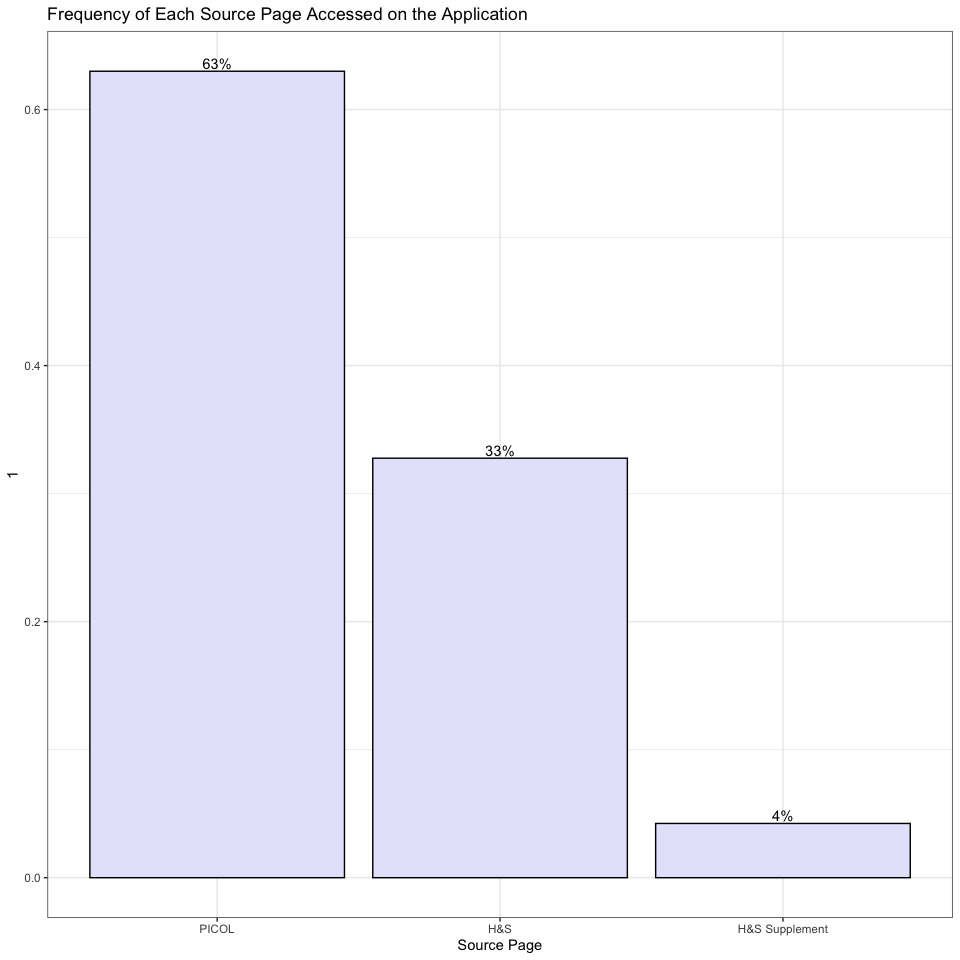 Frequency of Each Source Page Accessed on the Application
63%
0.6
0.4
33%
1
0.2
4%
0.0
PICOL H&S H&S Supplement
Source Page